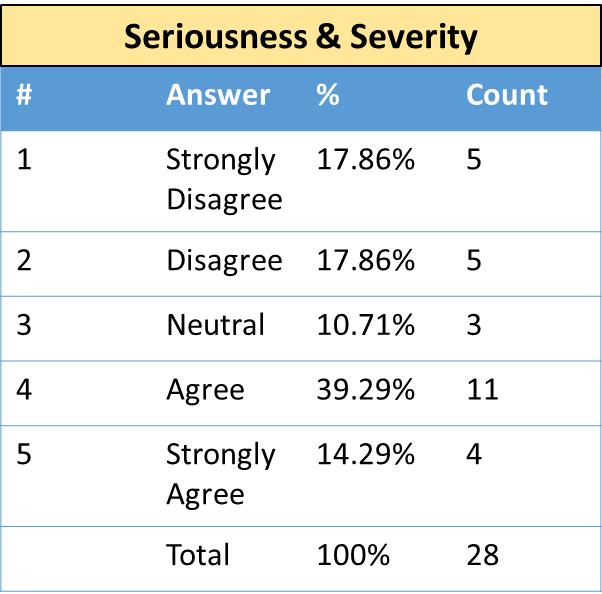 Seriousness & Severity
# Answer % Count
1 Strongly 17.86% 5
Disagree
2 Disagree 17.86% 5
3 Neutral 10.71% 3
4 Agree 39.29% 11
5 Strongly 14.29% 4
Agree
Total 100% 28